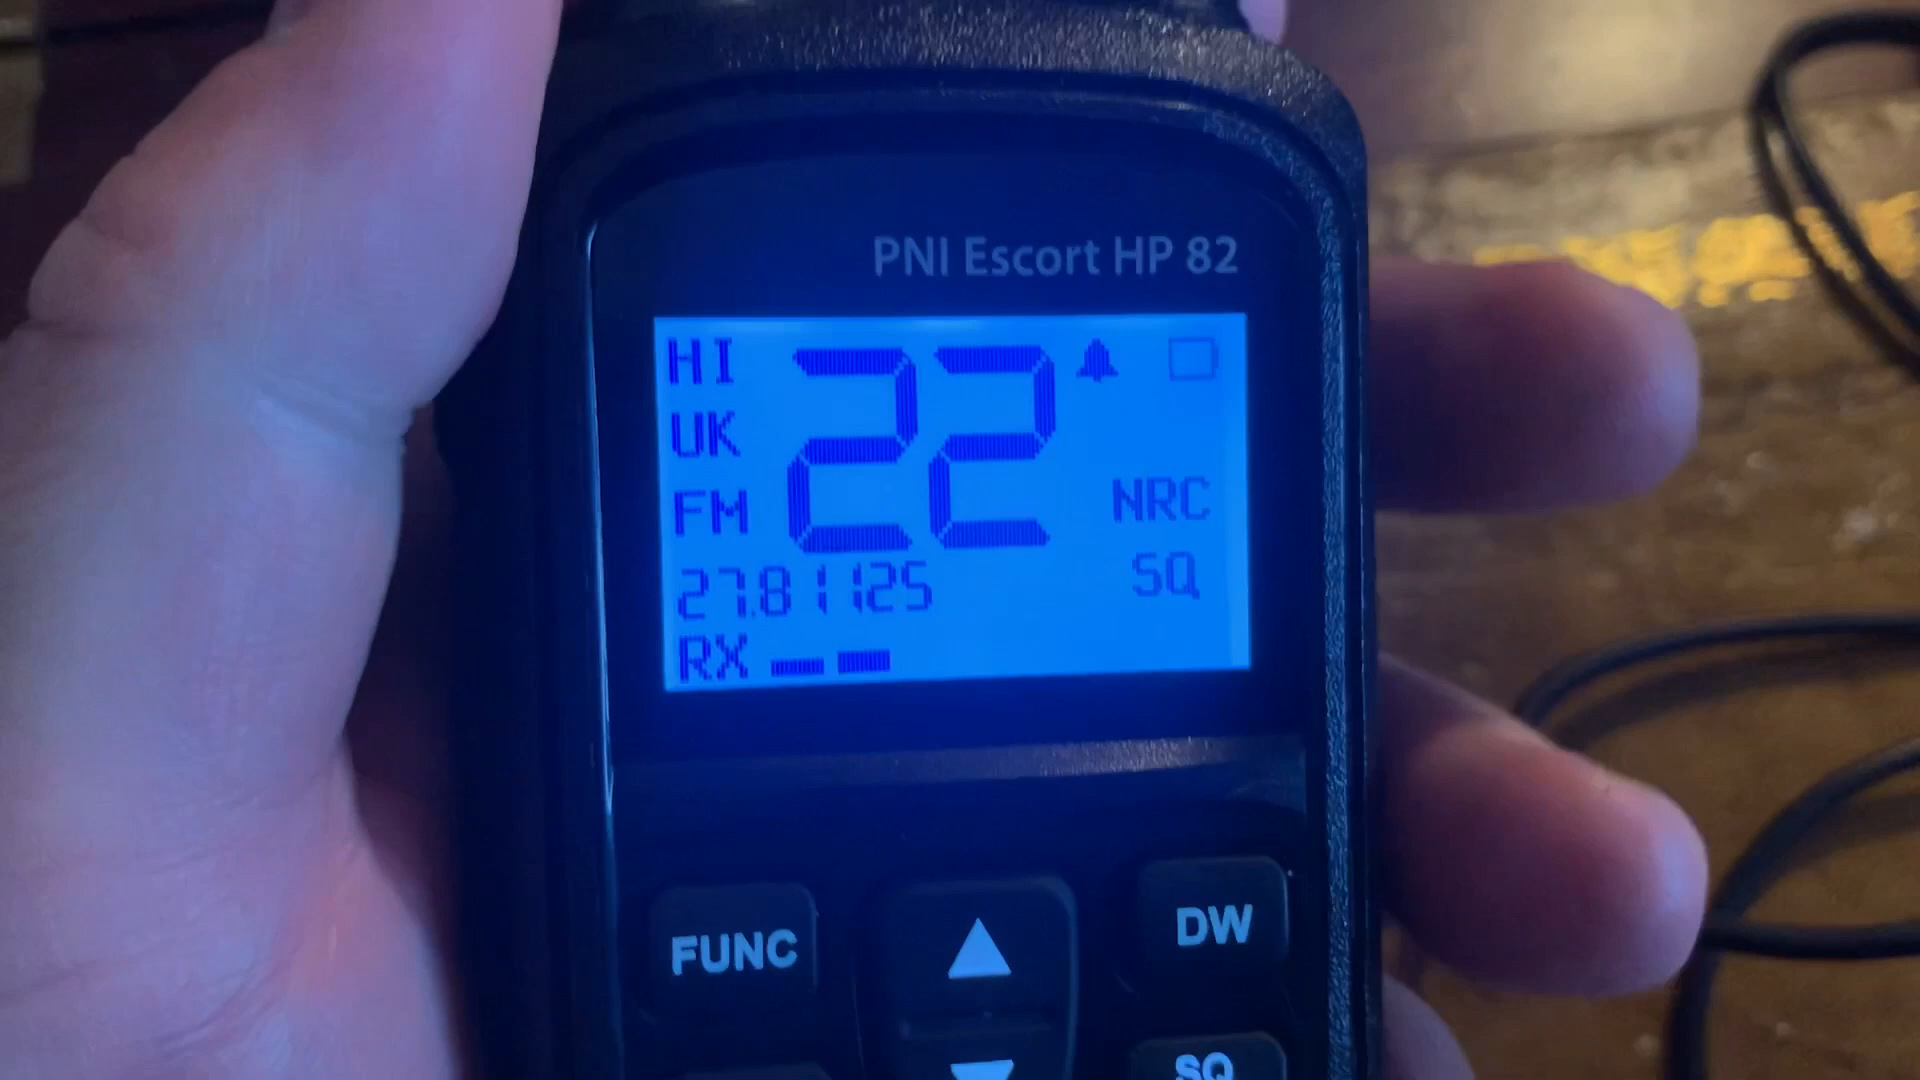 PNI Escort HP 82
HI
22
UK
FM
NRC
27.81125
SQ
RX
FUNC
▲
DW
▼
SQ